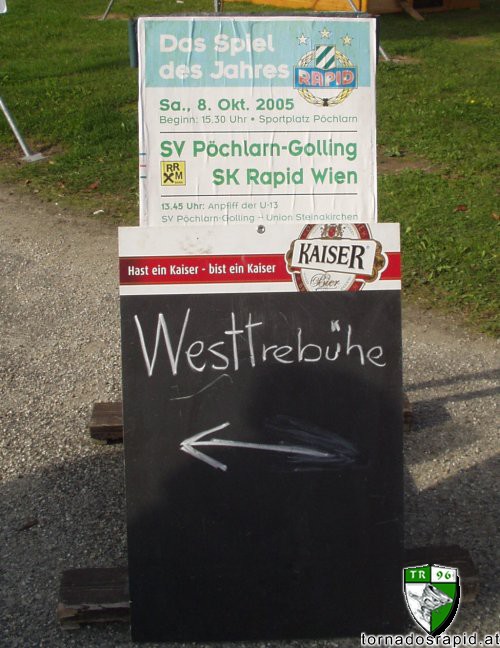 Das Spiel
des Jahres
RAPID
Sa., 8. Okt. 2005
Beginn: 15.30 Uhr • Sportplatz Pöchlarn
SV Pöchlarn-Golling
RR
XM
SK Rapid Wien
13.45 Uhr: Anpfiff der U-13
SV Pöchlarn-Golling – Union Steinakirchen
Hast ein Kaiser - bist ein Kaiser
KAISER
Bier
Westtrebühe
TR 96
tornadosrapid.at